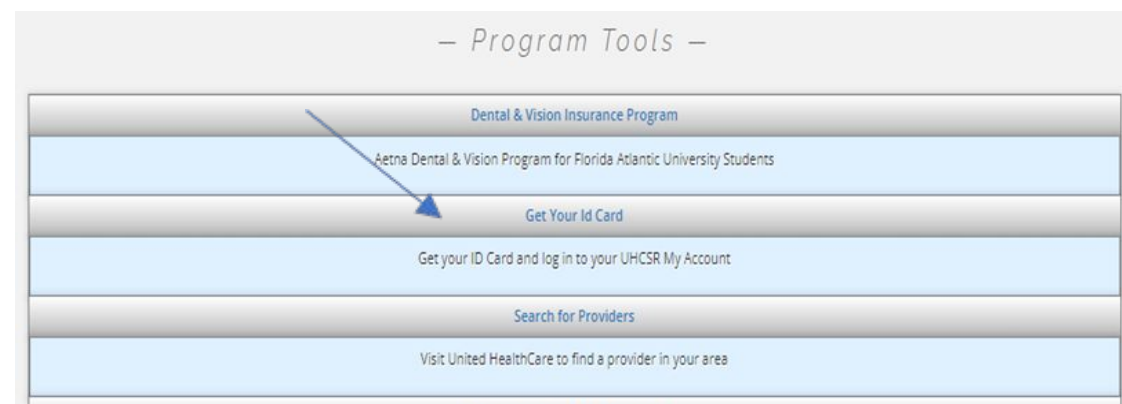 – Program Tools –
Dental & Vision Insurance Program
Aetna Dental & Vision Program for Florida Atlantic University Students
Get Your Id Card
Get your ID Card and log in to your UHCSR My Account
Search for Providers
Visit United HealthCare to find a provider in your area